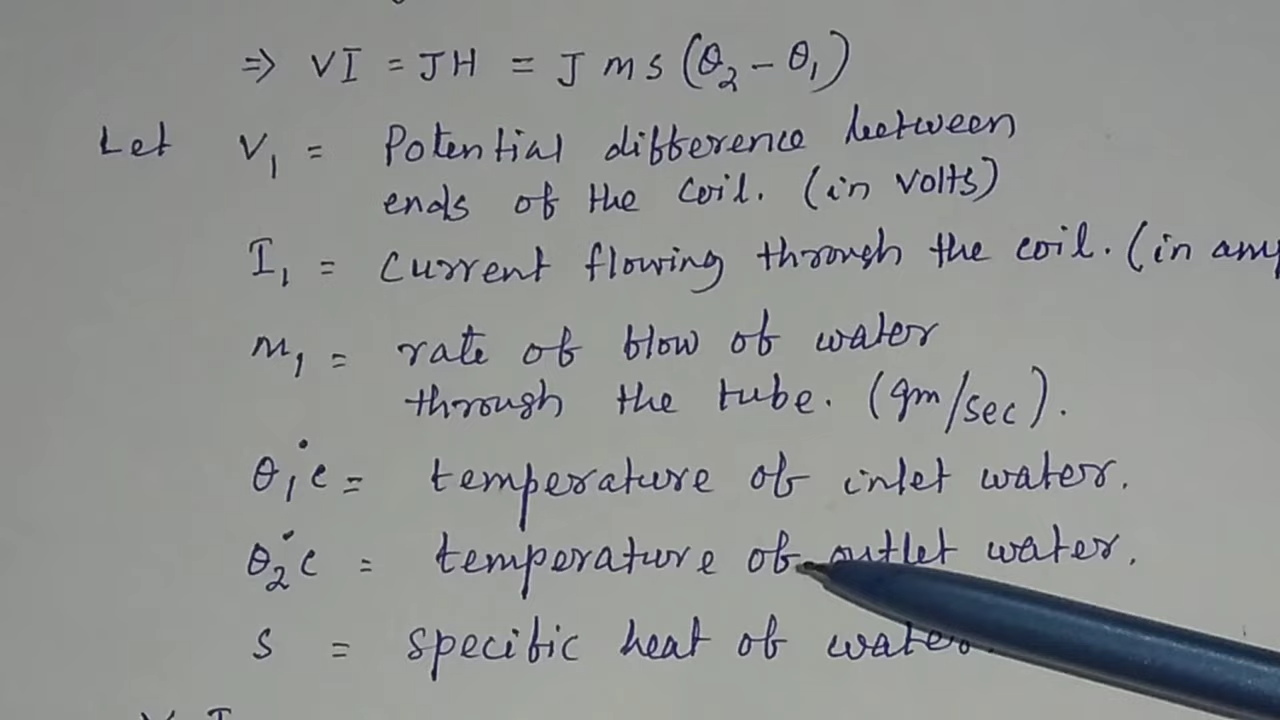 ⇒ VI = JH = J m s (θ₂ - θ₁)
Let V₁ = Potential difference between
ends of the coil. (in volts)
I₁ = Current flowing through the coil. (in amp
m₁ = rate of flow of water
through the tube. (gm/sec).
θ₁°c = temperature of inlet water.
θ₂°c = temperature of outlet water.
s = specific heat of water.